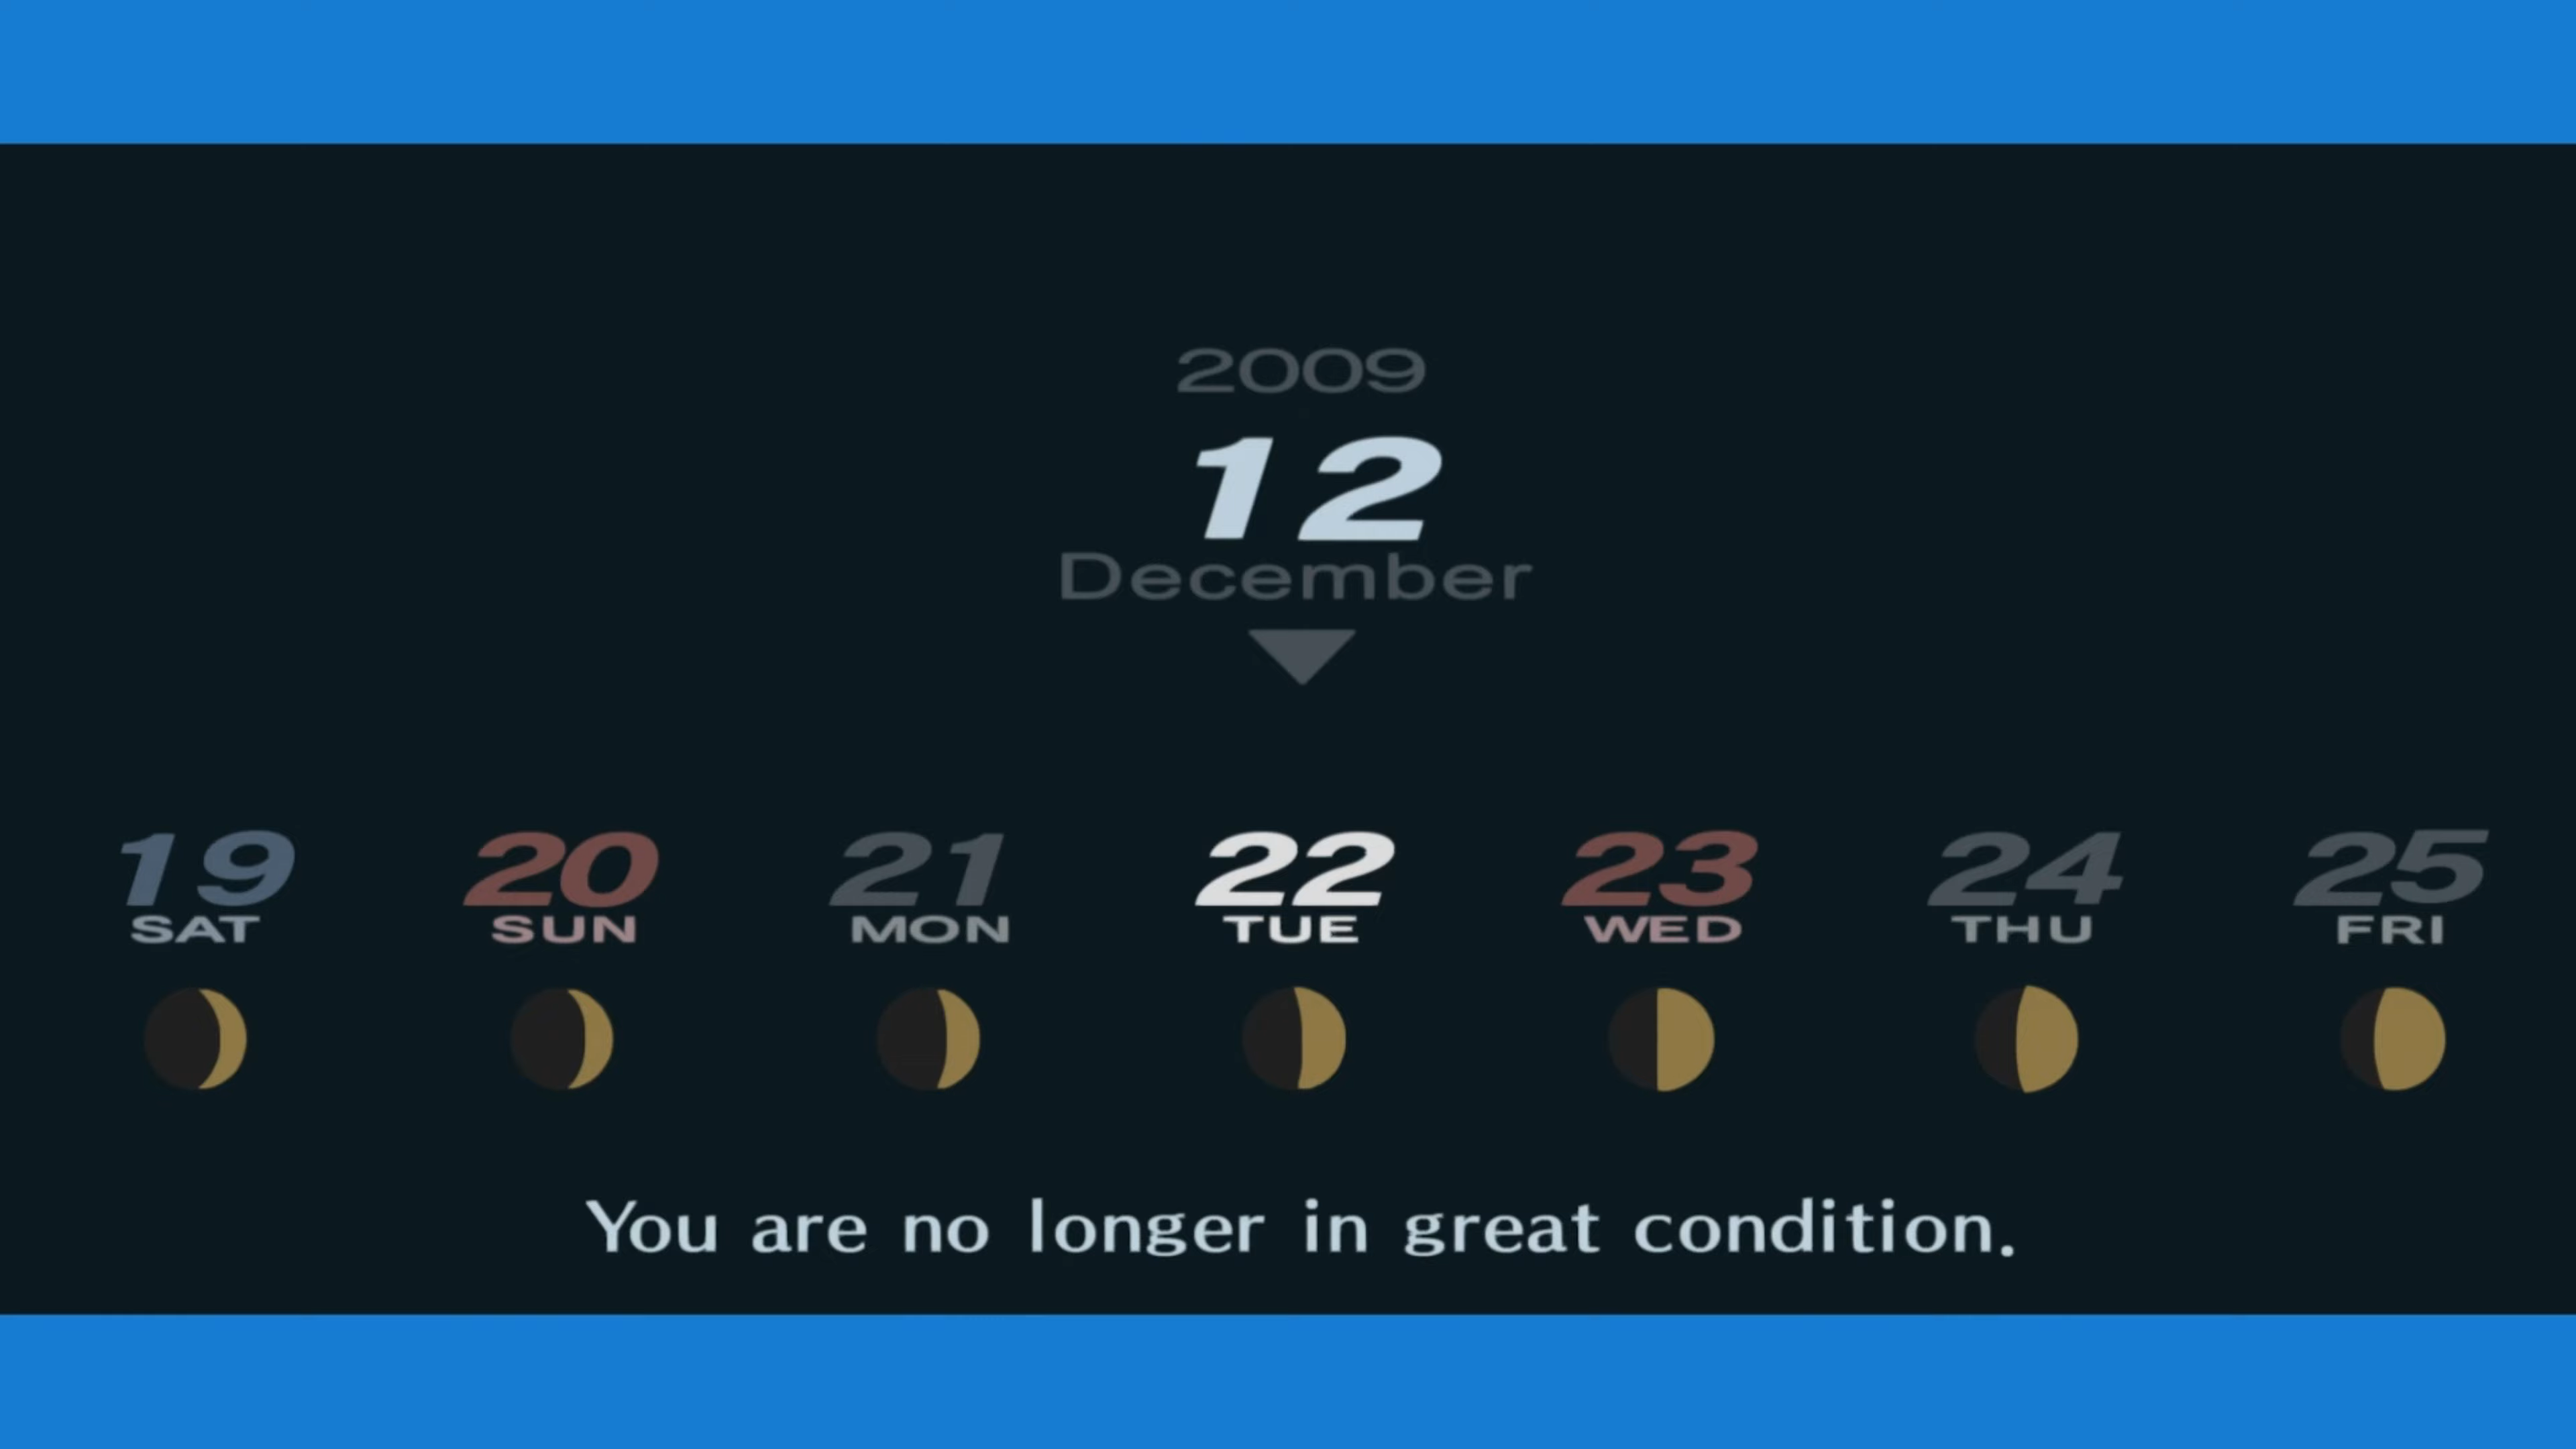 2009
12
December
19 20 21 22 23 24 25
SAT SUN MON TUE WED THU FRI
You are no longer in great condition.